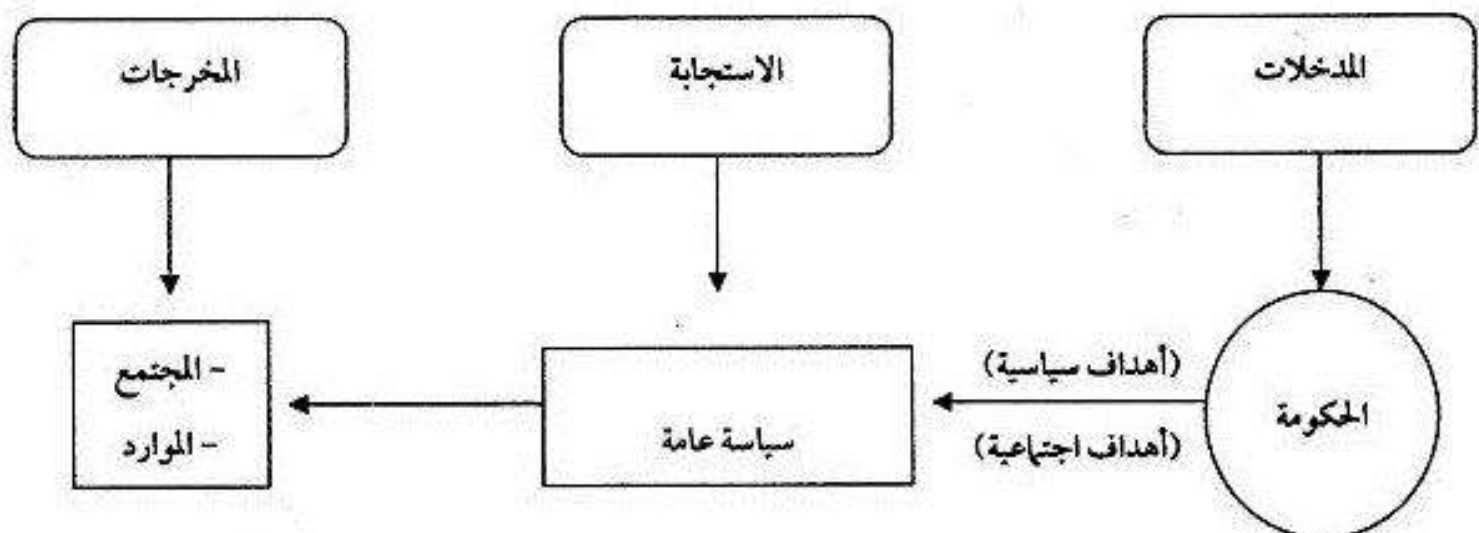 المدخلات
الاستجابة
المخرجات
الحكومة
(أهداف سياسية)
(أهداف اجتماعية)
سياسة عامة
- المجتمع
- الموارد